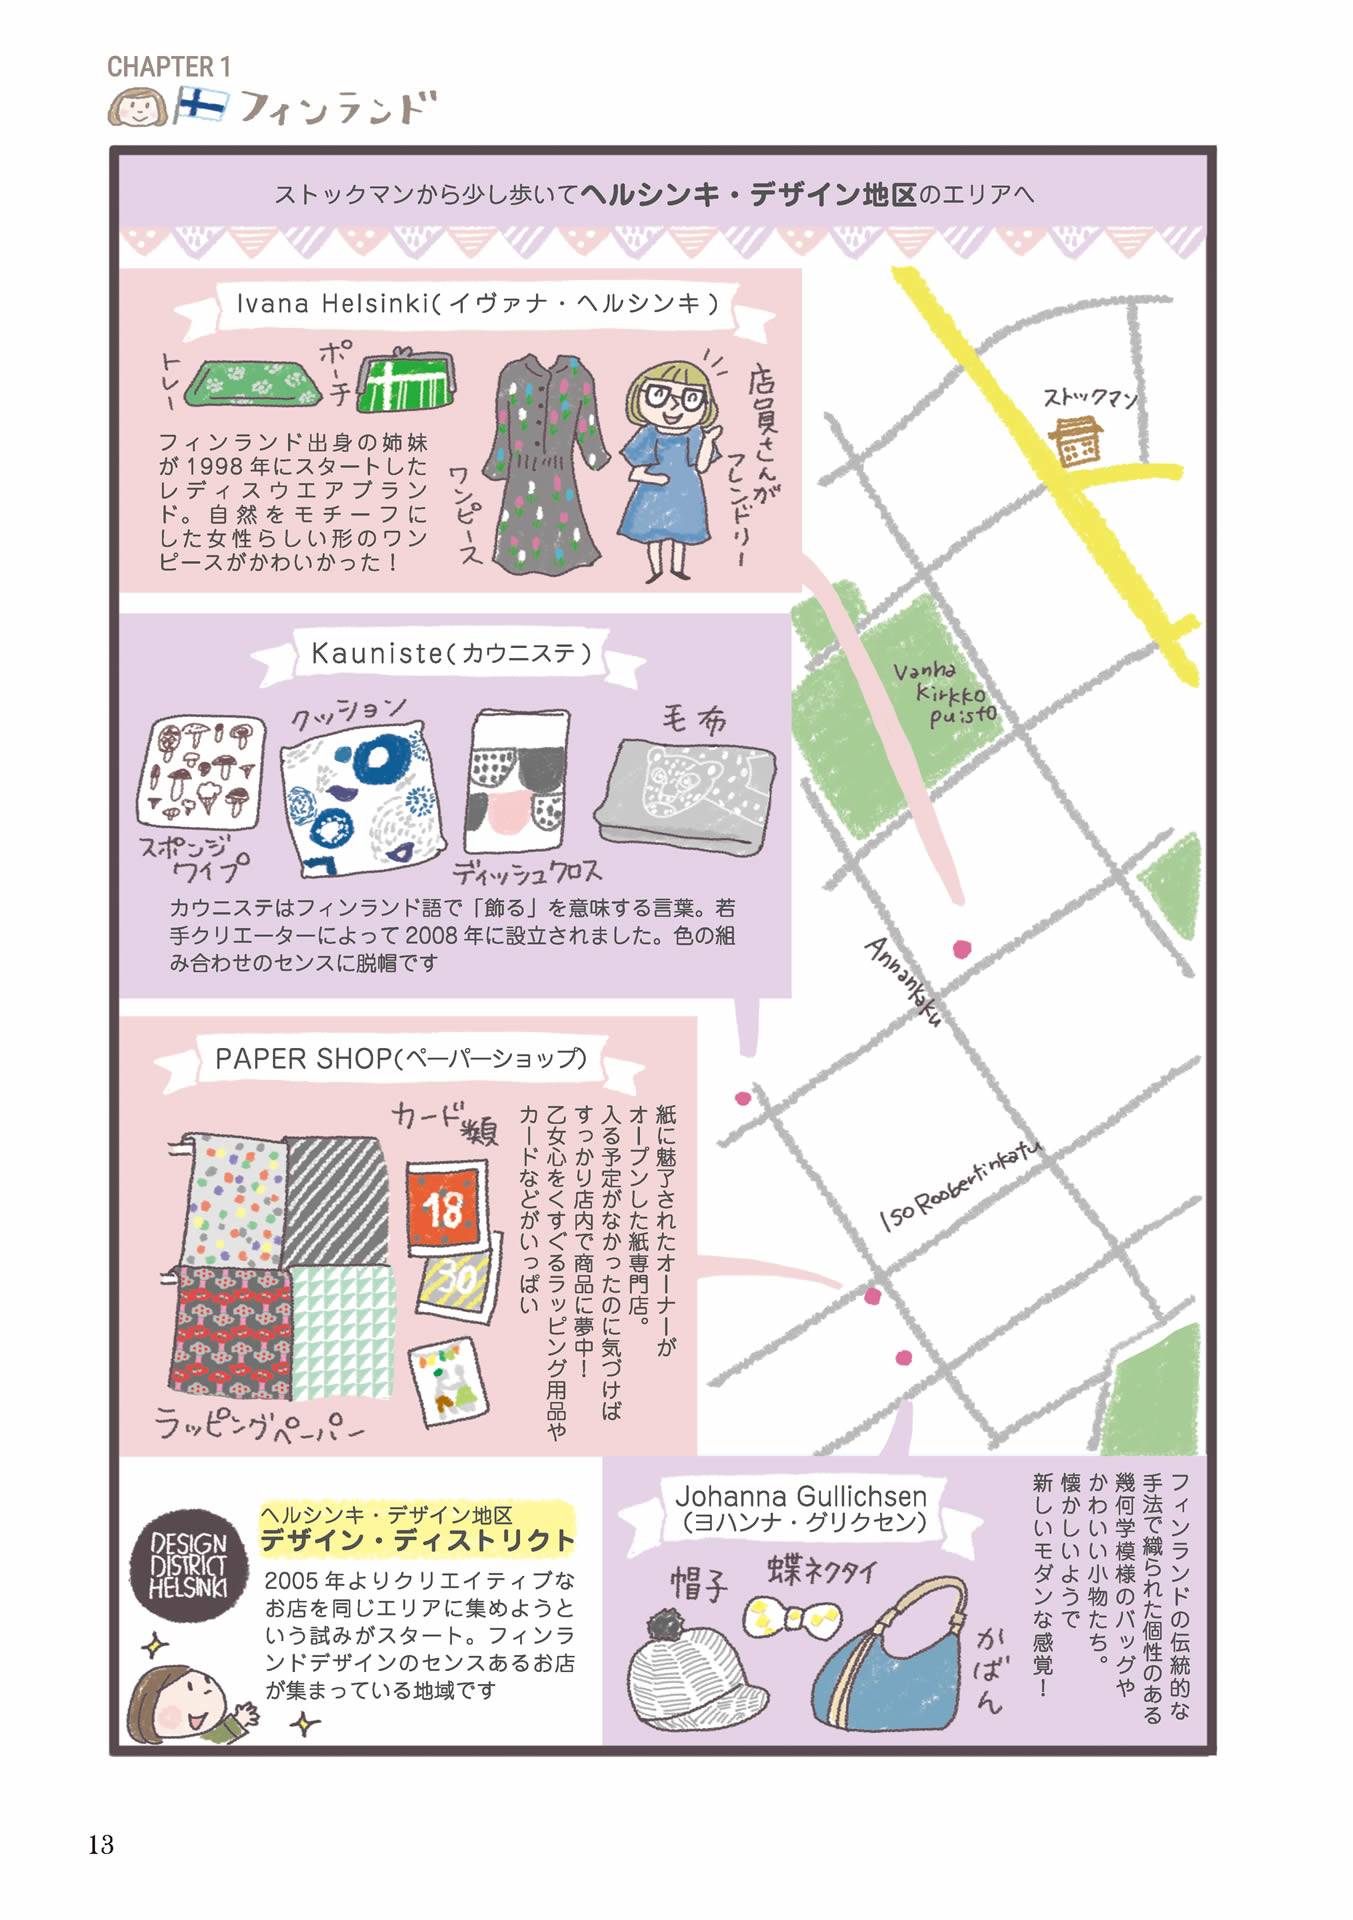 CHAPTER 1
フィンランド
ストックマンから少し歩いてヘルシンキ・デザイン地区のエリアへ
Ivana Helsinki(イヴァナ・ヘルシンキ)
トレー
ポーチ
ワンピース
店員さんが
フレンドリー
フィンランド出身の姉妹
が1998年にスタートした
レディスウエアブラン
ド。自然をモチーフに
した女性らしい形のワン
ピースがかわいかった！
ストックマン
Vanha
Kirkko
puisto
Kauniste(カウニステ)
スポンジ
ワイプ
クッション
ディッシュクロス
毛布
カウニステはフィンランド語で「飾る」を意味する言葉。若
手クリエーターによって2008年に設立されました。色の組
み合わせのセンスに脱帽です
Annankaku
Iso Roobertinkatu
PAPER SHOP(ペーパーショップ)
カード類
18
30
ラッピングペーパー
紙に魅了されたオーナーが
オープンした紙専門店。
入る予定がなかったのに気づけば
すっかり店内で商品に夢中！
乙女心をくすぐるラッピング用品や
カードなどがいっぱい
DESIGN
DISTRICT
HELSINKI
ヘルシンキ・デザイン地区
デザイン・ディストリクト
2005年よりクリエイティブな
お店を同じエリアに集めようと
いう試みがスタート。フィンラ
ンドデザインのセンスあるお店
が集まっている地域です
Johanna Gullichsen
(ヨハンナ・グリクセン)
帽子
蝶ネクタイ
かばん
フィンランドの伝統的な
手法で織られた個性のある
幾何学模様のバッグや
かわいい小物たち。
懐かしいようで
新しいモダンな感覚！
13